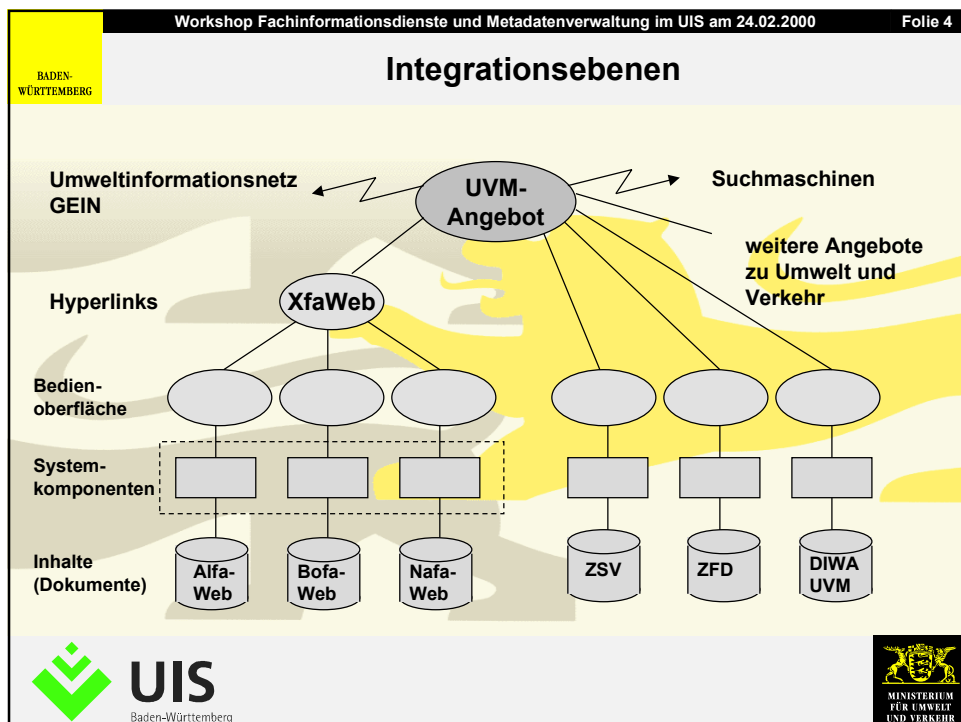 Workshop Fachinformationsdienste und Metadatenverwaltung im UIS am 24.02.2000 Folie 4
BADEN-
WÜRTTEMBERG
Integrationsebenen
Umweltinformationsnetz
GEIN
UVM-
Angebot
Suchmaschinen
weitere Angebote
zu Umwelt und
Verkehr
Hyperlinks
XfaWeb
Bedien-
oberfläche
System-
komponenten
Inhalte
(Dokumente)
Alfa-
Web
Bofa-
Web
Nafa-
Web
ZSV
ZFD
DIWA
UVM
UIS
Baden-Württemberg
MINISTERIUM
FÜR UMWELT
UND VERKEHR